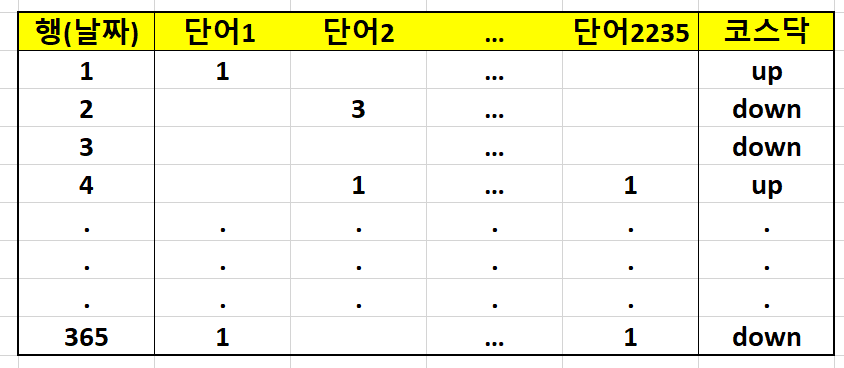 행(날짜) 단어1 단어2 ... 단어2235 코스닥
1 1 ... up
2 3 ... down
3 ... down
4 1 ... 1 up
. . . . . .
. . . . . .
. . . . . .
365 1 ... 1 down